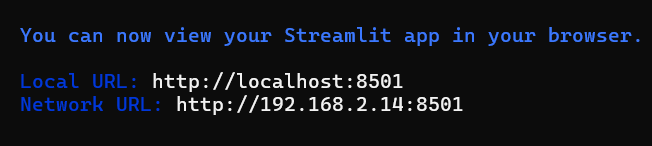 You can now view your Streamlit app in your browser.
Local URL: http://localhost:8501
Network URL: http://192.168.2.14:8501